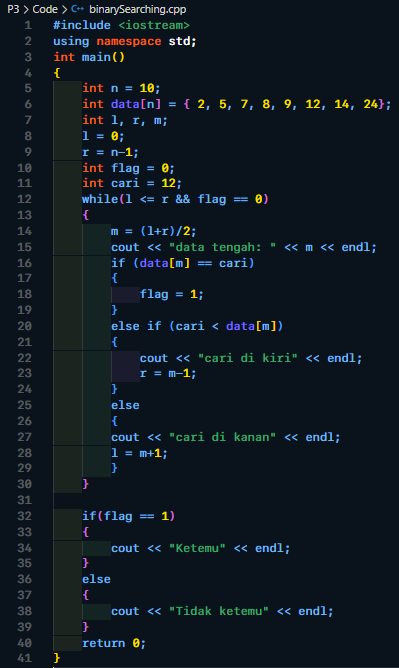 P3 > Code > C++ binarySearching.cpp
1 #include <iostream>
2 using namespace std;
3 int main()
4 {
5 int n = 10;
6 int data[n] = { 2, 5, 7, 8, 9, 12, 14, 24};
7 int l, r, m;
8 l = 0;
9 r = n-1;
10 int flag = 0;
11 int cari = 12;
12 while(l <= r && flag == 0)
13 {
14 m = (l+r)/2;
15 cout << "data tengah: " << m << endl;
16 if (data[m] == cari)
17 {
18 flag = 1;
19 }
20 else if (cari < data[m])
21 {
22 cout << "cari di kiri" << endl;
23 r = m-1;
24 }
25 else
26 {
27 cout << "cari di kanan" << endl;
28 l = m+1;
29 }
30 }
31
32 if(flag == 1)
33 {
34 cout << "Ketemu" << endl;
35 }
36 else
37 {
38 cout << "Tidak ketemu" << endl;
39 }
40 return 0;
41 }